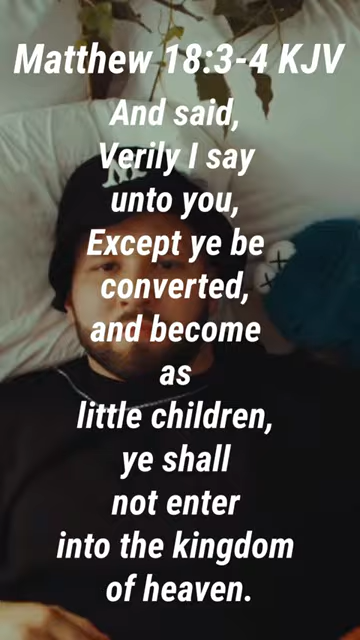 Matthew 18:3-4 KJV
And said,
Verily I say
unto you,
Except ye be
converted,
and become
as
little children,
ye shall
not enter
into the kingdom
of heaven.